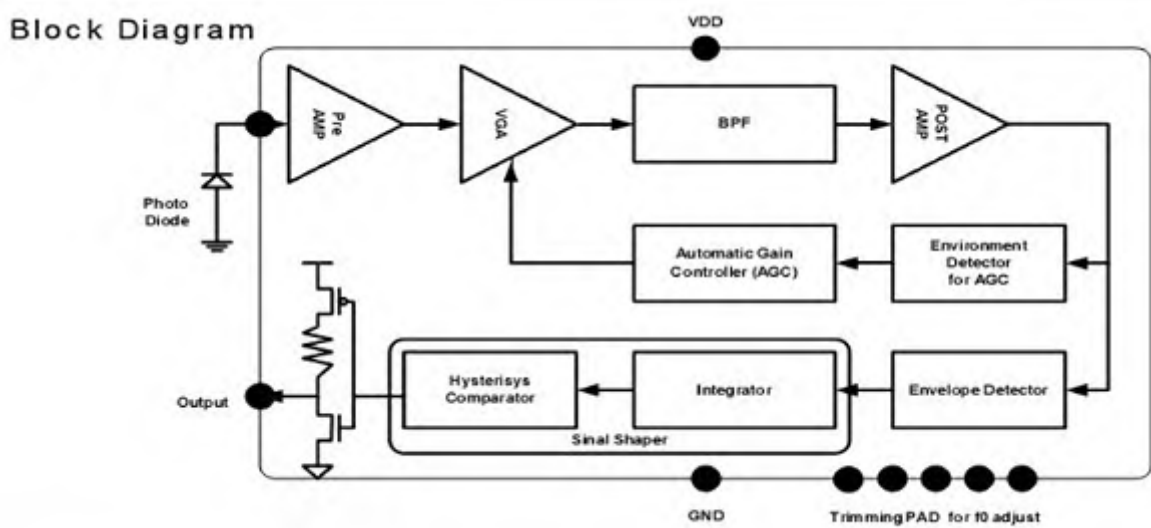 Block Diagram
VDD
Pre
AMP
VGA
BPF
POST
AMP
Photo
Diode
Automatic Gain
Controller (AGC)
Environment
Detector
for AGC
Output
Hysterisys
Comparator
Integrator
Envelope Detector
Sinal Shaper
GND
Trimming PAD for f0 adjust